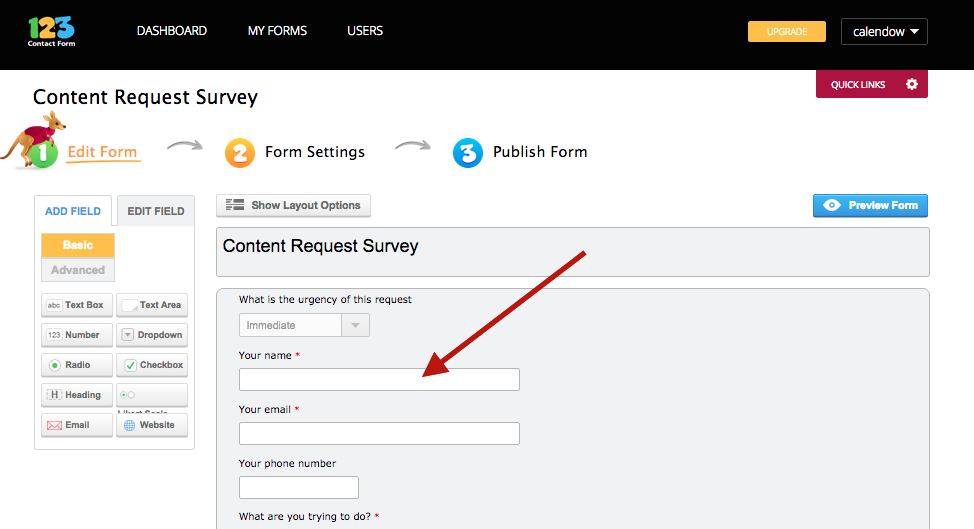 123
Contact Form
DASHBOARD
MY FORMS
USERS
UPGRADE
calendow
QUICK LINKS
Content Request Survey
1 Edit Form
2 Form Settings
3 Publish Form
ADD FIELD
EDIT FIELD
Show Layout Options
Preview Form
Basic
Advanced
abc Text Box
Text Area
123 Number
Dropdown
Radio
Checkbox
H Heading
Likert Scale
Email
Website
Content Request Survey
What is the urgency of this request
Immediate
Your name *
Your email *
Your phone number
What are you trying to do? *